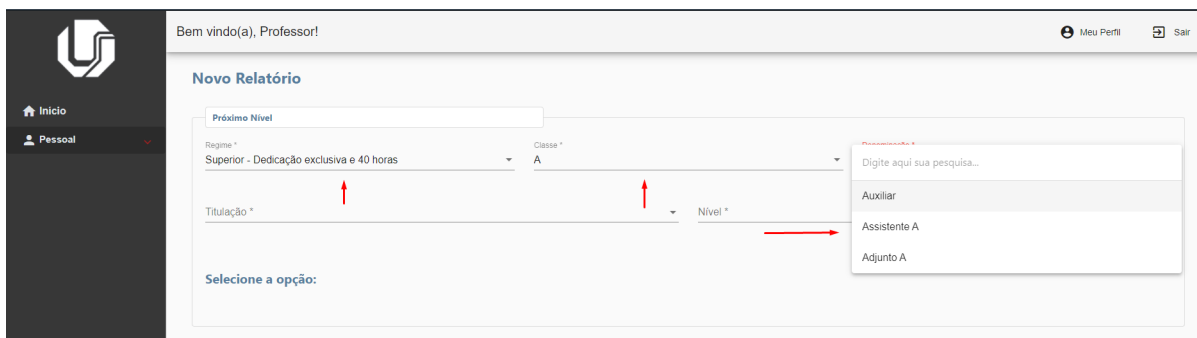 Bem vindo(a), Professor!
Meu Perfil
Sair
Início
Pessoal
Novo Relatório
Próximo Nível
Regime *
Superior - Dedicação exclusiva e 40 horas
Classe *
A
Denominação *
Digite aqui sua pesquisa...
Auxiliar
Assistente A
Adjunto A
Titulação *
Nível *
Selecione a opção: